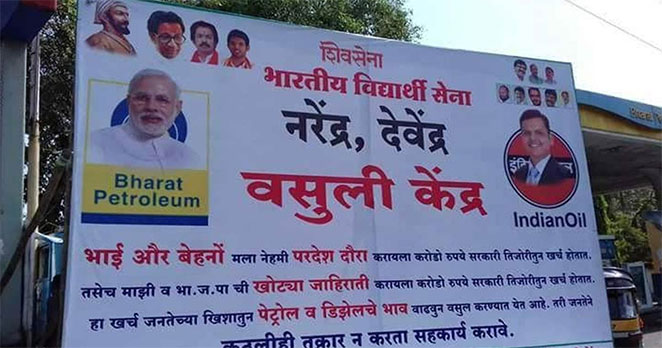 शिवसेना
भारतीय विद्यार्थी सेना
नरेंद्र, देवेंद्र
वसुली केंद्र
Bharat
Petroleum
IndianOil
भाई और बेहनों मला नेहमी परदेश दौरा करायला करोडो रुपये सरकारी तिजोरीतुन खर्च होतात.
तसेच माझी व भा.ज.पा ची खोट्या जाहिराती करायला करोडो रुपये सरकारी तिजोरीतुन खर्च होतात.
हा खर्च जनतेच्या खिशातुन पेट्रोल व डिझेलचे भाव वाढवुन वसुल करण्यात येत आहे. तरी जनतेने
कुठलीही तक्रार न करता सहकार्य करावे.